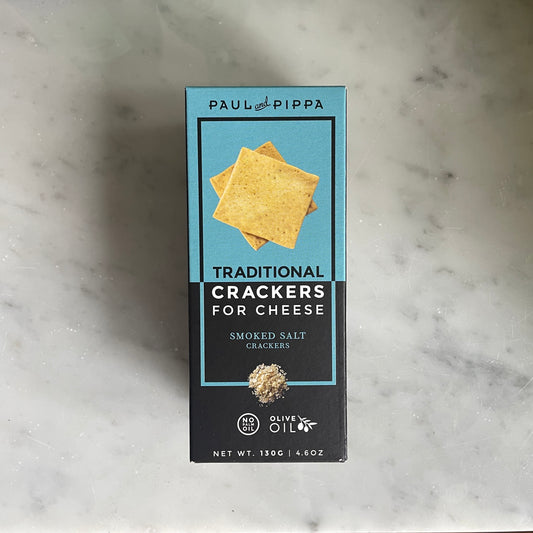 PAUL and PIPPA
TRADITIONAL
CRACKERS
FOR CHEESE
SMOKED SALT
CRACKERS
NO
PALM
OIL
OLIVE
OIL
NET WT. 130G | 4.6OZ